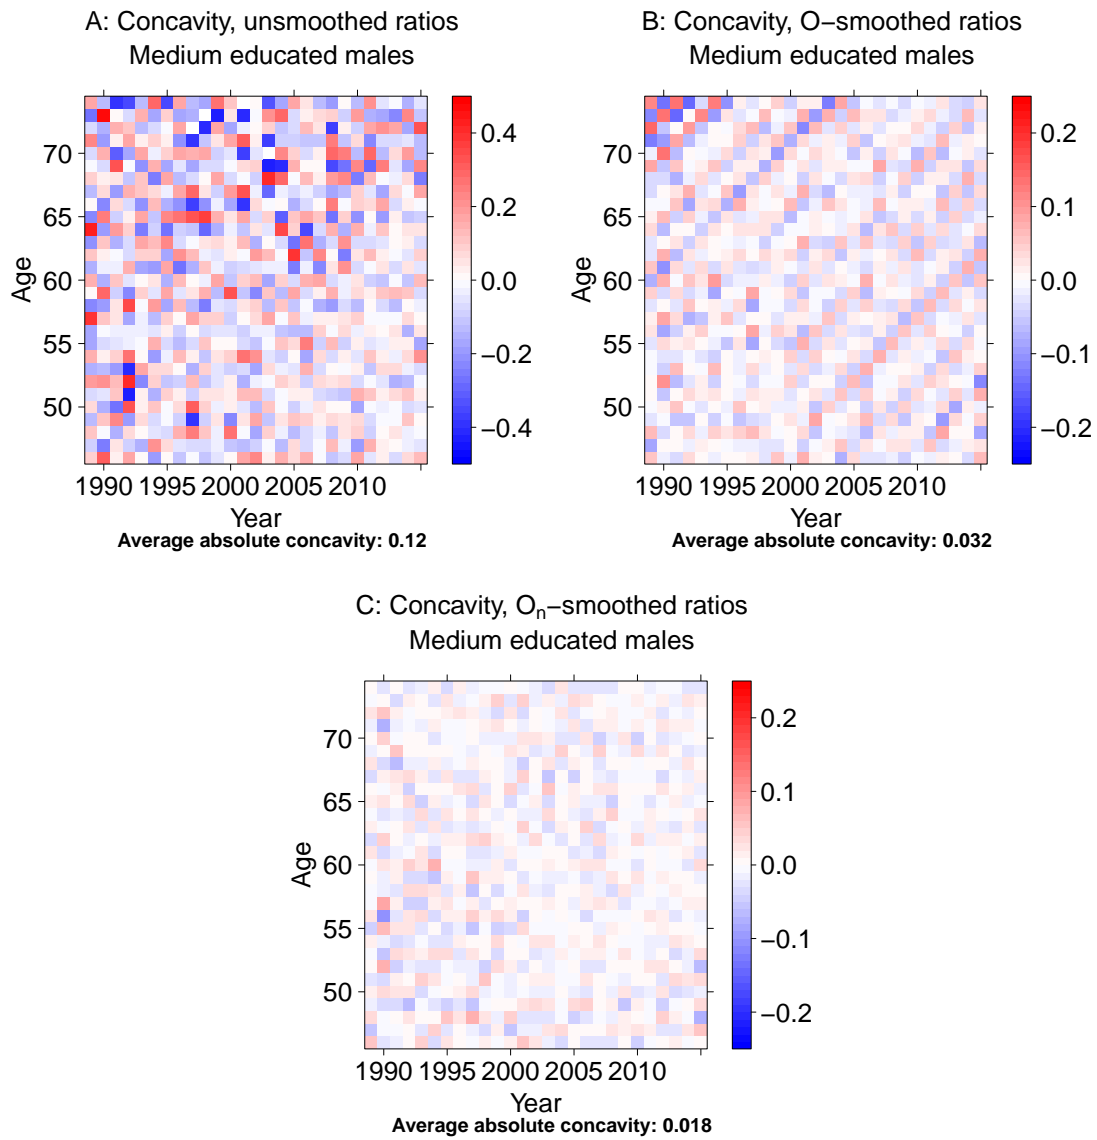 A: Concavity, unsmoothed ratios
Medium educated males
Age
70
65
60
55
50
0.4
0.2
0.0
−0.2
−0.4
1990 1995 2000 2005 2010
Year
Average absolute concavity: 0.12
B: Concavity, O−smoothed ratios
Medium educated males
Age
70
65
60
55
50
0.2
0.1
0.0
−0.1
−0.2
1990 1995 2000 2005 2010
Year
Average absolute concavity: 0.032
C: Concavity, Oₙ−smoothed ratios
Medium educated males
Age
70
65
60
55
50
0.2
0.1
0.0
−0.1
−0.2
1990 1995 2000 2005 2010
Year
Average absolute concavity: 0.018